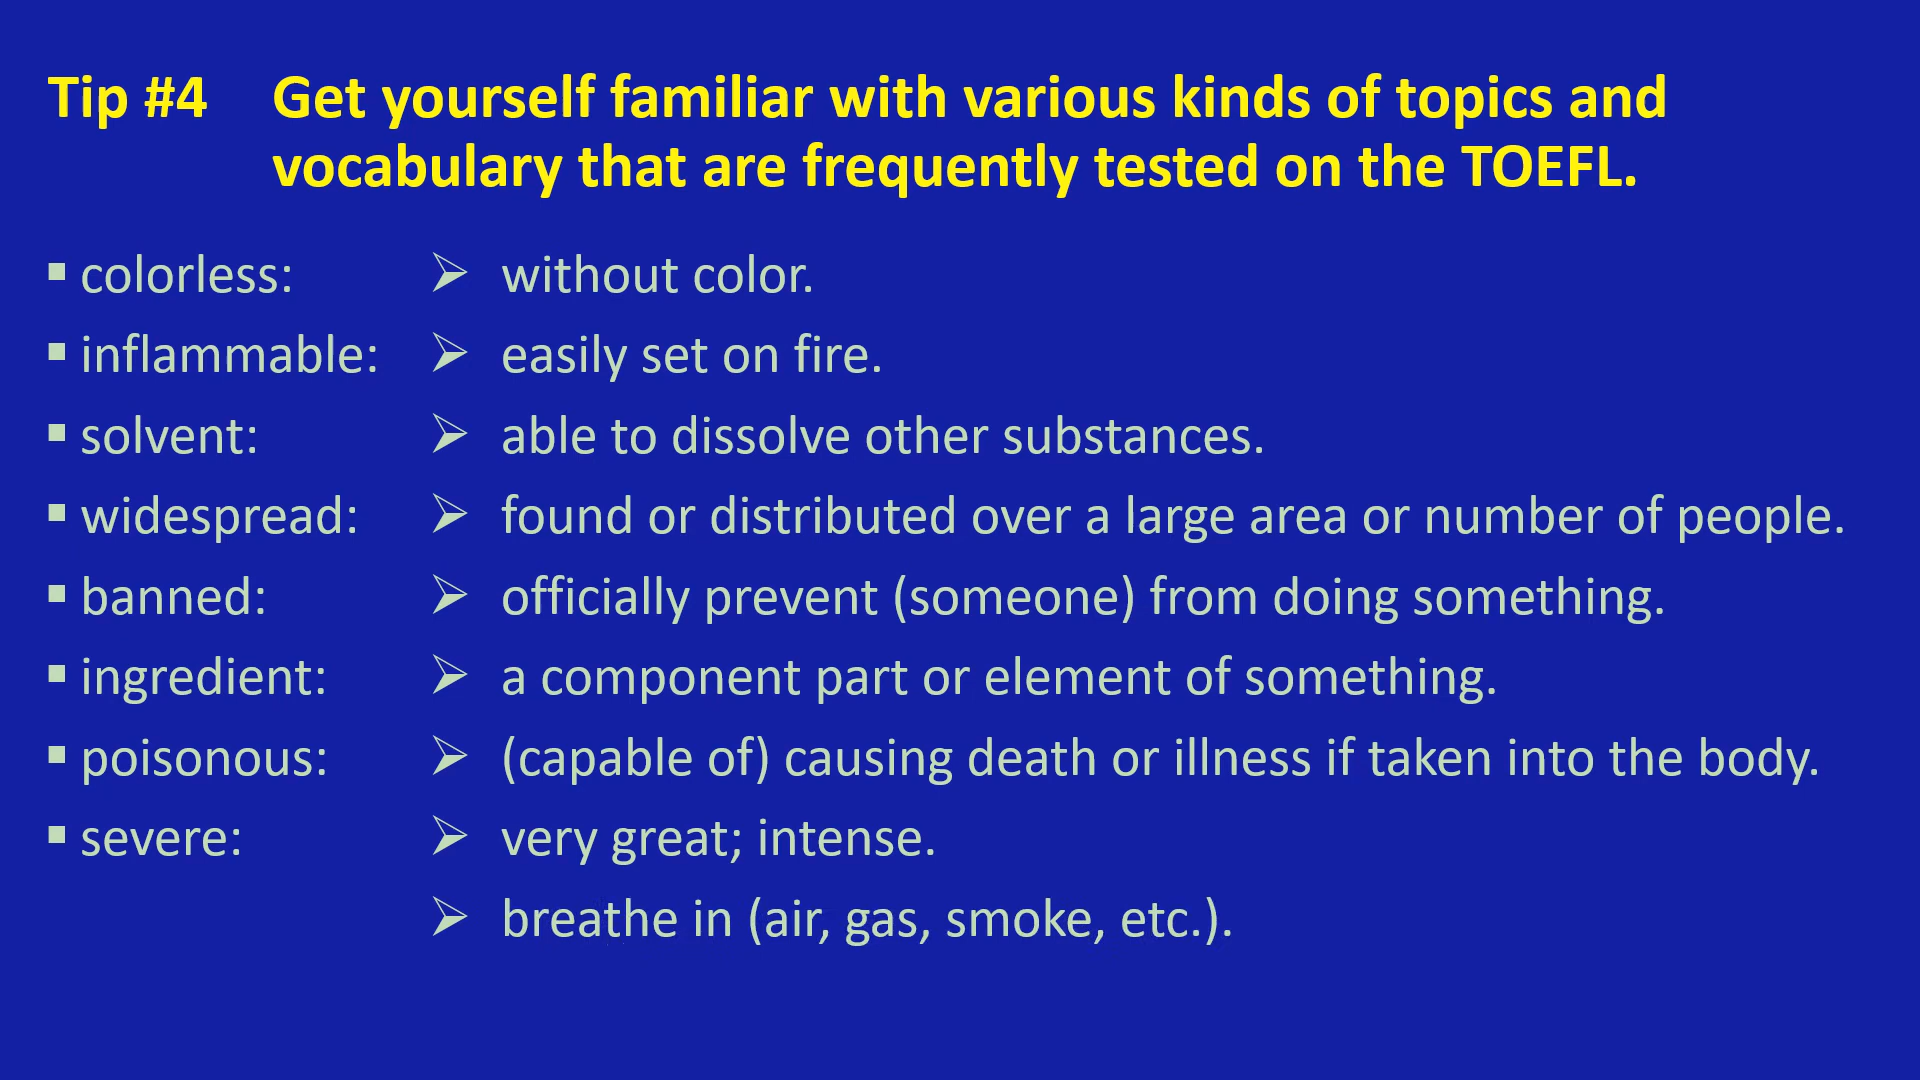 Tip #4 Get yourself familiar with various kinds of topics and
vocabulary that are frequently tested on the TOEFL.
▪ colorless: ➢ without color.
▪ inflammable: ➢ easily set on fire.
▪ solvent: ➢ able to dissolve other substances.
▪ widespread: ➢ found or distributed over a large area or number of people.
▪ banned: ➢ officially prevent (someone) from doing something.
▪ ingredient: ➢ a component part or element of something.
▪ poisonous: ➢ (capable of) causing death or illness if taken into the body.
▪ severe: ➢ very great; intense.
➢ breathe in (air, gas, smoke, etc.).